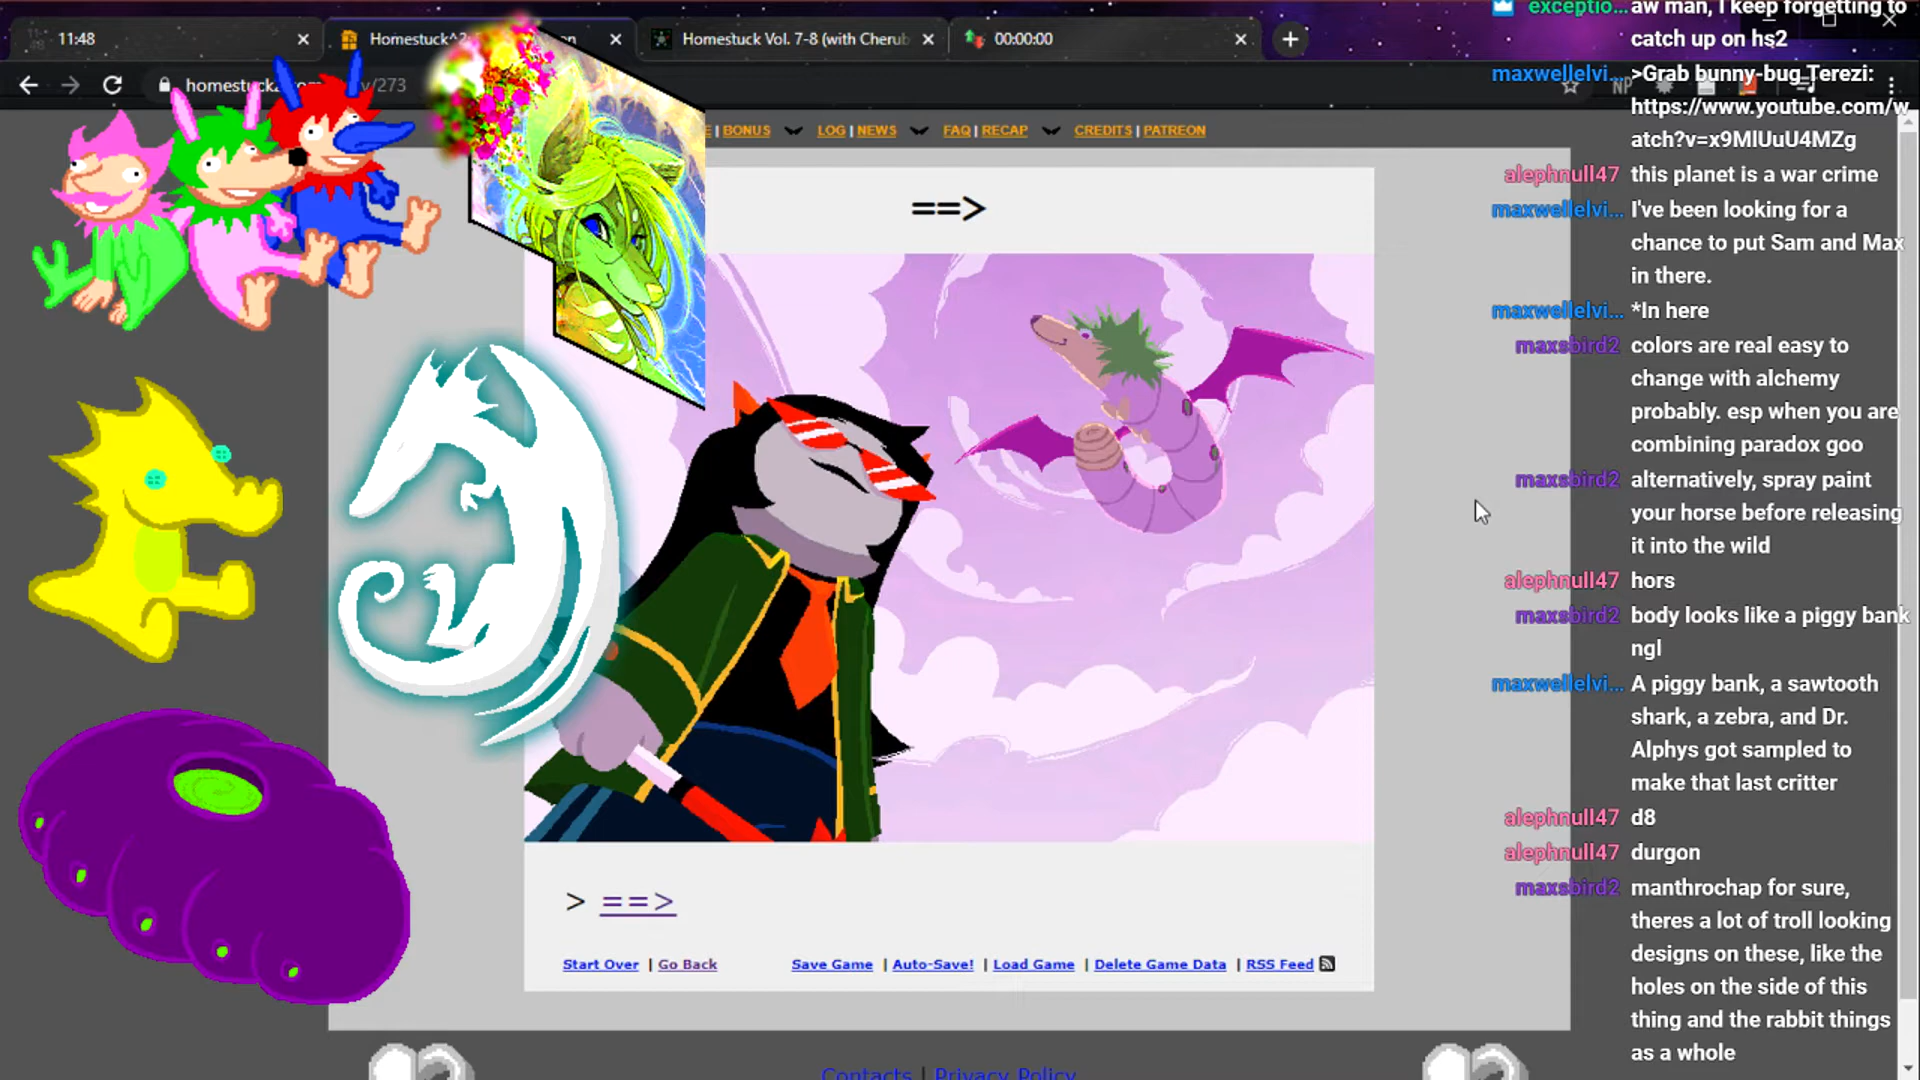 11:48
Homestuck^2
Homestuck Vol. 7-8 (with Cherub
00:00:00
/273
BONUS
LOG | NEWS
FAQ | RECAP
CREDITS | PATREON
==>
> ==>
Start Over | Go Back
Save Game | Auto-Save! | Load Game | Delete Game Data | RSS Feed
Contacts | Privacy Policy
exceptio... aw man, I keep forgetting to
catch up on hs2
maxwellelvi... >Grab bunny-bug Terezi:
https://www.youtube.com/w
atch?v=x9MlUuU4MZg
alephnull47 this planet is a war crime
maxwellelvi... I've been looking for a
chance to put Sam and Max
in there.
maxwellelvi... *In here
maxsbird2 colors are real easy to
change with alchemy
probably. esp when you are
combining paradox goo
maxsbird2 alternatively, spray paint
your horse before releasing
it into the wild
alephnull47 hors
maxsbird2 body looks like a piggy bank
ngl
maxwellelvi... A piggy bank, a sawtooth
shark, a zebra, and Dr.
Alphys got sampled to
make that last critter
alephnull47 d8
alephnull47 durgon
maxsbird2 manthrochap for sure,
theres a lot of troll looking
designs on these, like the
holes on the side of this
thing and the rabbit things
as a whole